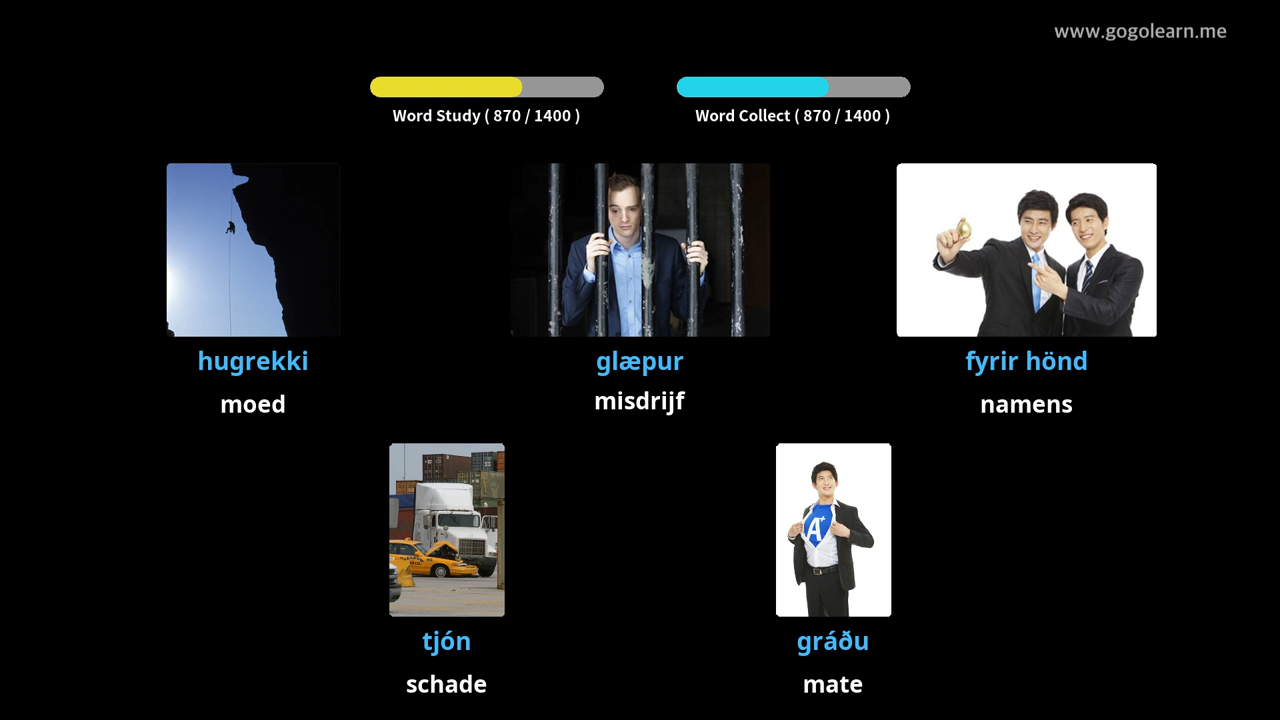 www.gogolearn.me
Word Study ( 870 / 1400 )
Word Collect ( 870 / 1400 )
hugrekki
glæpur
fyrir hönd
moed
misdrijf
namens
A+
tjón
gráðu
schade
mate